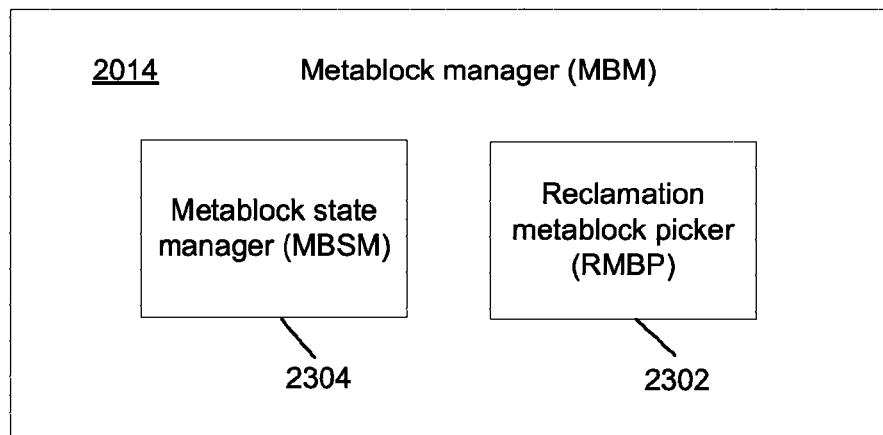 2014 Metablock manager (MBM)
Metablock state
manager (MBSM)
Reclamation
metablock picker
(RMBP)
2304
2302